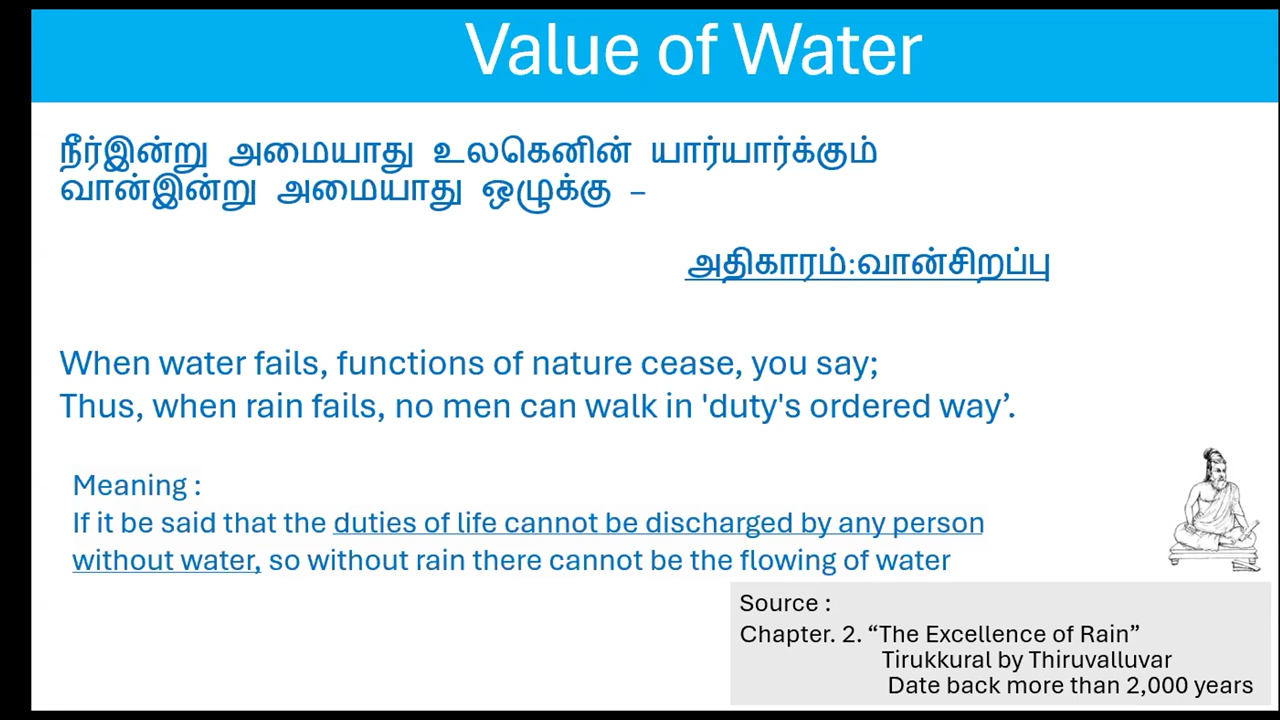 Value of Water
நீர்இன்று அமையாது உலகெனின் யார்யார்க்கும்
வான்இன்று அமையாது ஒழுக்கு –
அதிகாரம்:வான்சிறப்பு
When water fails, functions of nature cease, you say;
Thus, when rain fails, no men can walk in 'duty's ordered way’.
Meaning :
If it be said that the duties of life cannot be discharged by any person
without water, so without rain there cannot be the flowing of water
Source :
Chapter. 2. “The Excellence of Rain”
Tirukkural by Thiruvalluvar
Date back more than 2,000 years